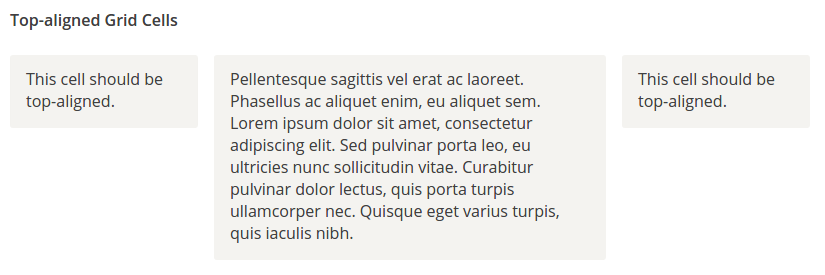 Top-aligned Grid Cells
This cell should be
top-aligned.
Pellentesque sagittis vel erat ac laoreet.
Phasellus ac aliquet enim, eu aliquet sem.
Lorem ipsum dolor sit amet, consectetur
adipiscing elit. Sed pulvinar porta leo, eu
ultricies nunc sollicitudin vitae. Curabitur
pulvinar dolor lectus, quis porta turpis
ullamcorper nec. Quisque eget varius turpis,
quis iaculis nibh.
This cell should be
top-aligned.